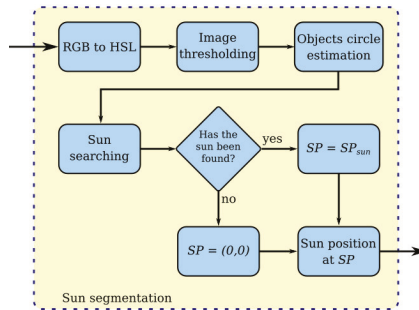 RGB to HSL
Image
thresholding
Objects circle
estimation
Sun
searching
Has the
sun been
found?
yes
SP = SPsun
no
SP = (0,0)
Sun position
at SP
Sun segmentation